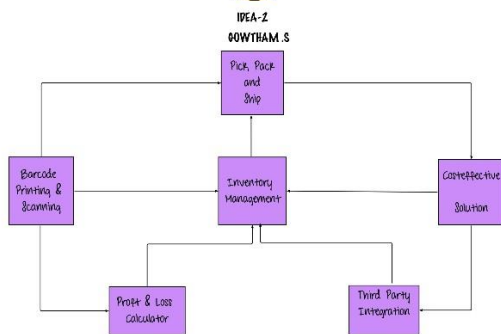 IDEA-2
GOWTHAM.S
Pick, Pack
and
Ship
Barcode
Printing &
Scanning
Inventory
Management
Costeffective
Solution
Profit & Loss
Calculator
Third Party
Integration